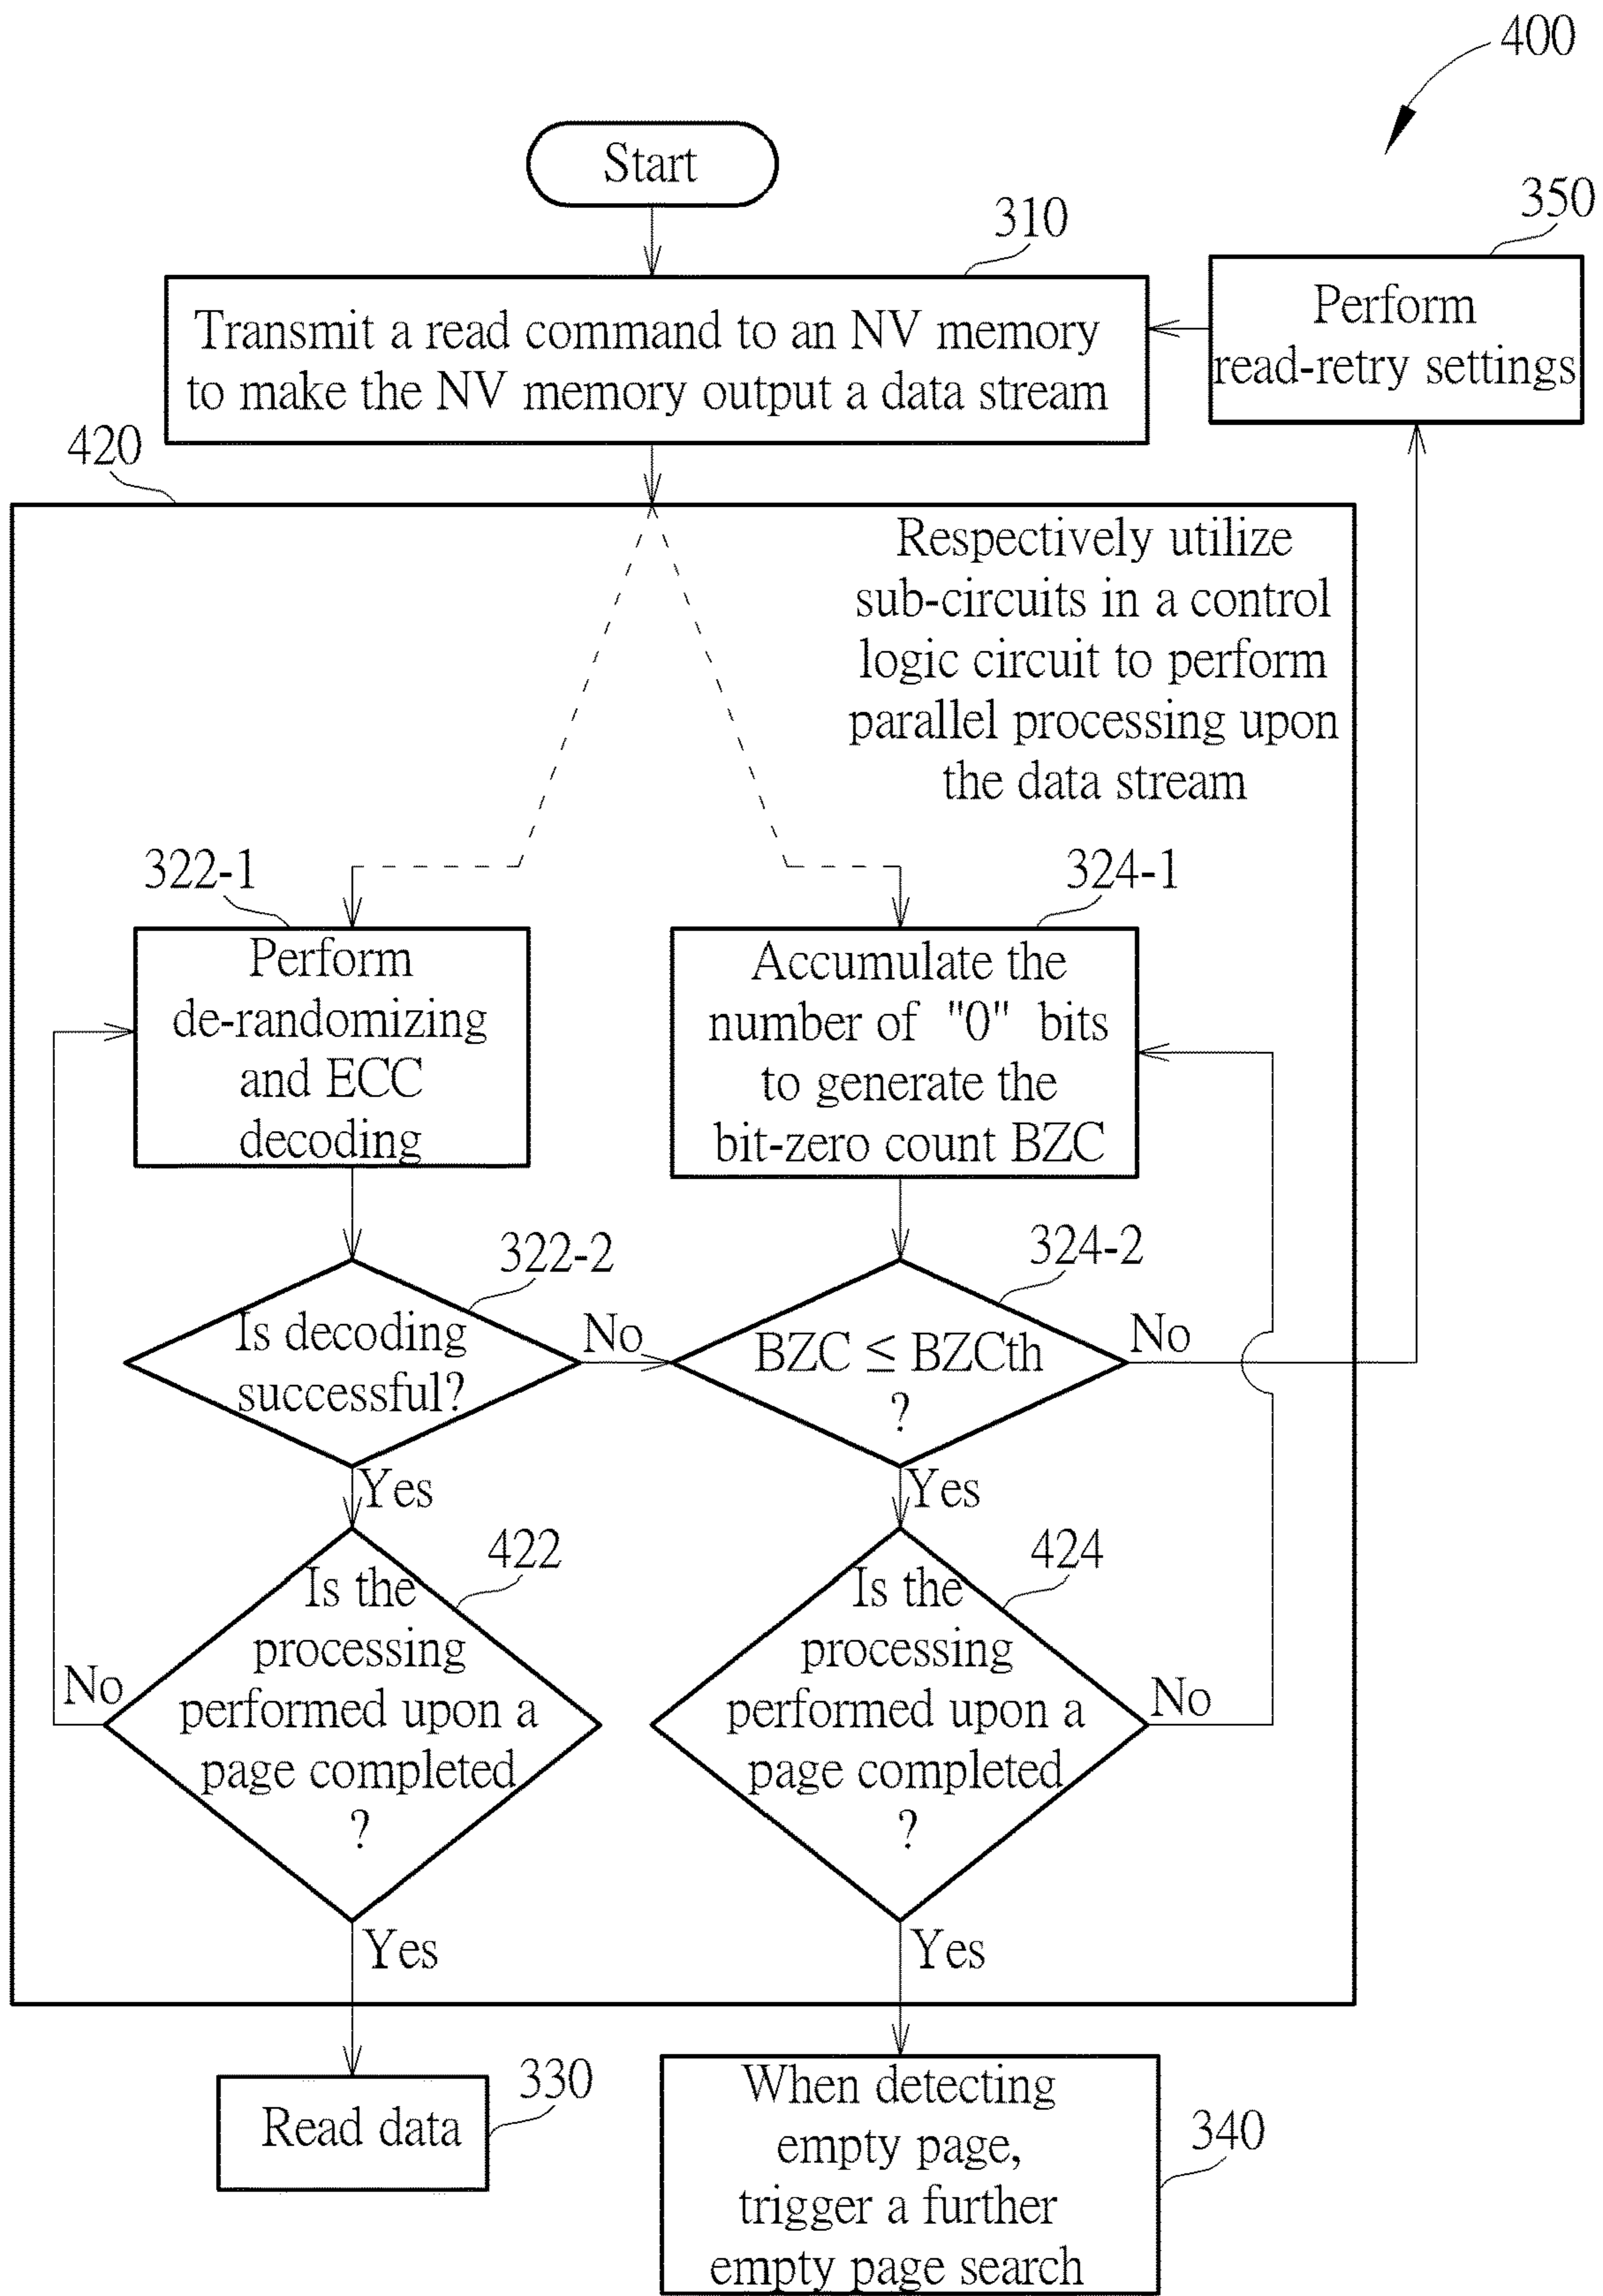 400
Start
310
350
Transmit a read command to an NV memory
to make the NV memory output a data stream
Perform
read-retry settings
420
Respectively utilize
sub-circuits in a control
logic circuit to perform
parallel processing upon
the data stream
322-1
324-1
Perform
de-randomizing
and ECC
decoding
Accumulate the
number of "0" bits
to generate the
bit-zero count BZC
322-2
324-2
Is decoding
successful?
No
BZC ≦ BZCth
?
No
Yes
Yes
422
424
Is the
processing
performed upon a
page completed
?
No
Is the
processing
performed upon a
page completed
?
No
Yes
Yes
330
Read data
When detecting
empty page,
trigger a further
empty page search
340